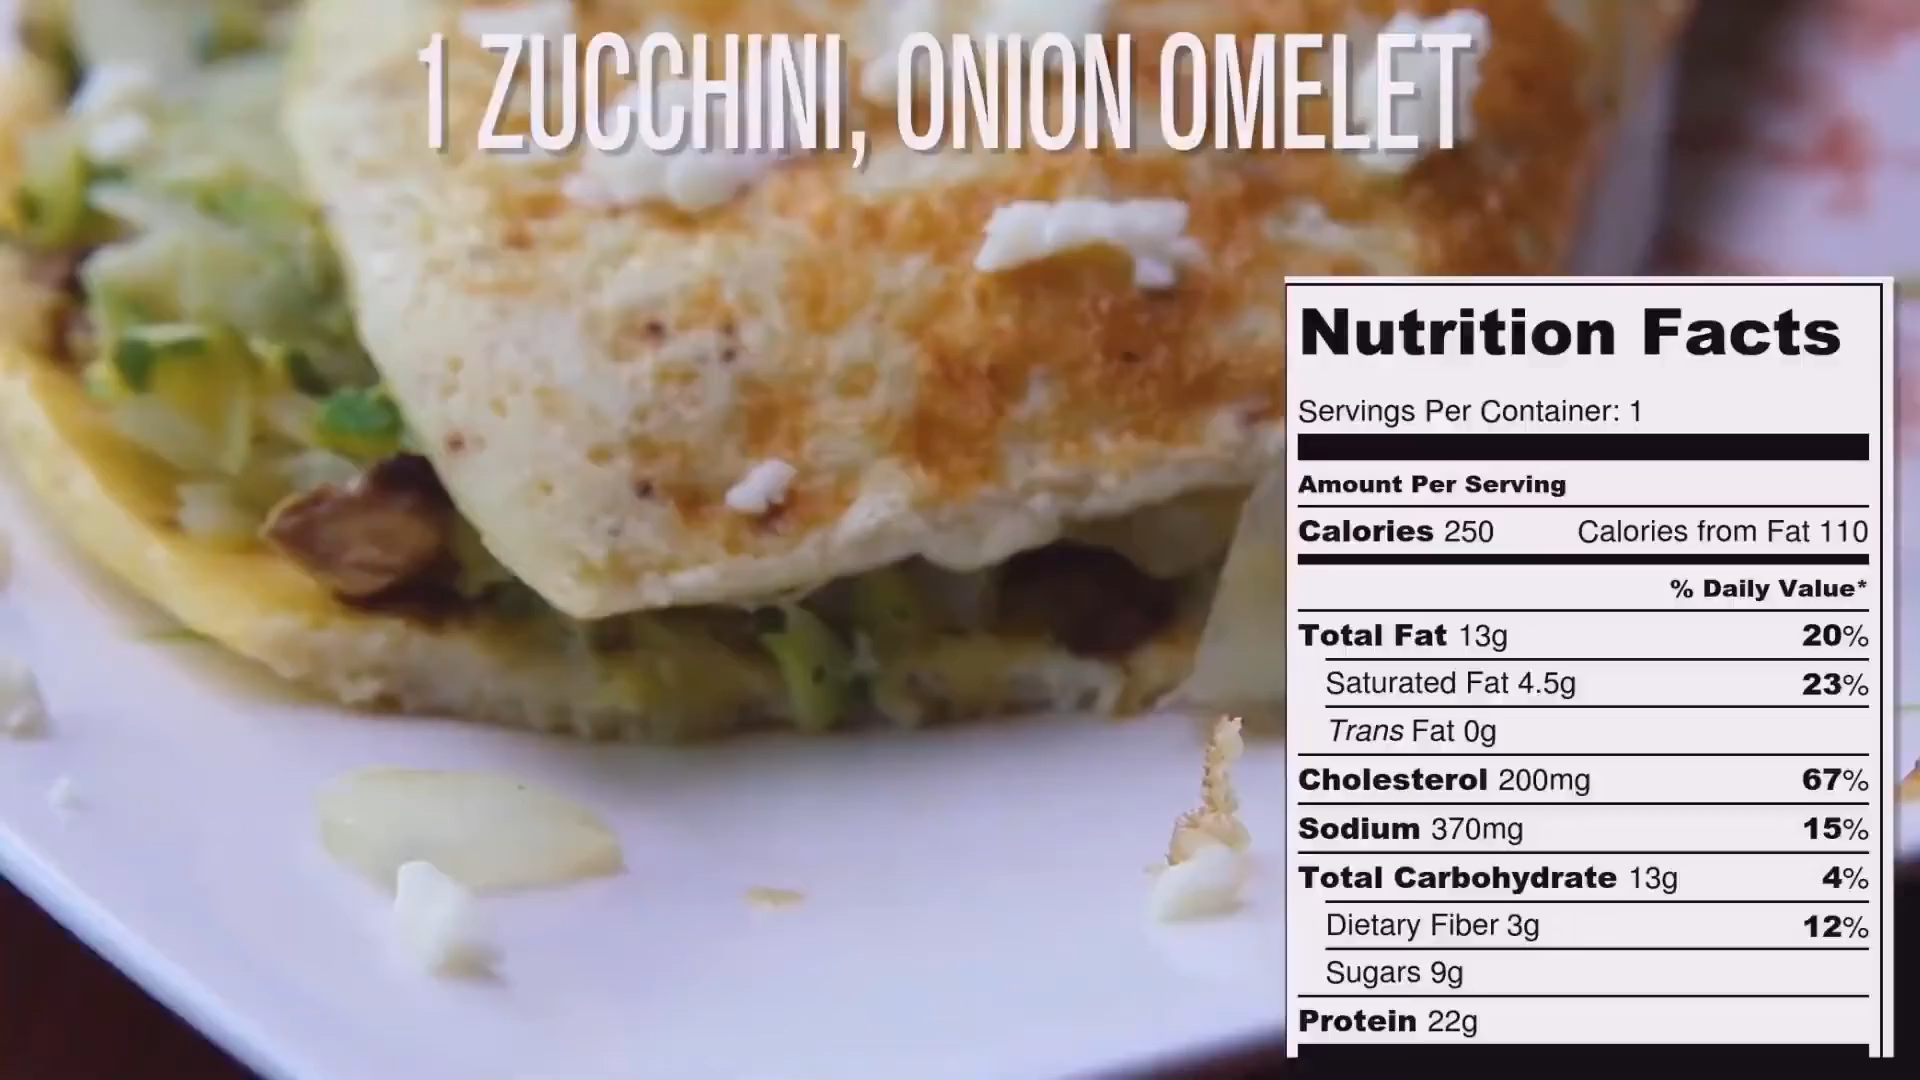 1 ZUCCHINI, ONION OMELET
Nutrition Facts
Servings Per Container: 1
Amount Per Serving
Calories 250 Calories from Fat 110
% Daily Value*
Total Fat 13g 20%
Saturated Fat 4.5g 23%
Trans Fat 0g
Cholesterol 200mg 67%
Sodium 370mg 15%
Total Carbohydrate 13g 4%
Dietary Fiber 3g 12%
Sugars 9g
Protein 22g